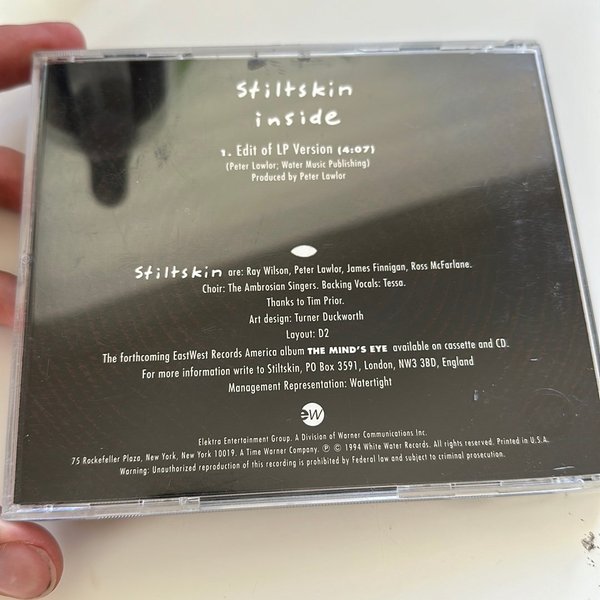 Stiltskin
inside
1. Edit of LP Version (4:07)
(Peter Lawlor; Water Music Publishing)
Produced by Peter Lawlor
Stiltskin are: Ray Wilson, Peter Lawlor, James Finnigan, Ross McFarlane.
Choir: The Ambrosian Singers. Backing Vocals: Tessa.
Thanks to Tim Prior.
Art design: Turner Duckworth
Layout: D2
The forthcoming EastWest Records America album THE MIND'S EYE available on cassette and CD.
For more information write to Stiltskin, PO Box 3591, London, NW3 3BD, England
Management Representation: Watertight
ew
Elektra Entertainment Group. A Division of Warner Communications Inc.
75 Rockefeller Plaza, New York, New York 10019. A Time Warner Company. ℗ © 1994 White Water Records. All rights reserved. Printed in U.S.A.
Warning: Unauthorized reproduction of this recording is prohibited by Federal law and subject to criminal prosecution.